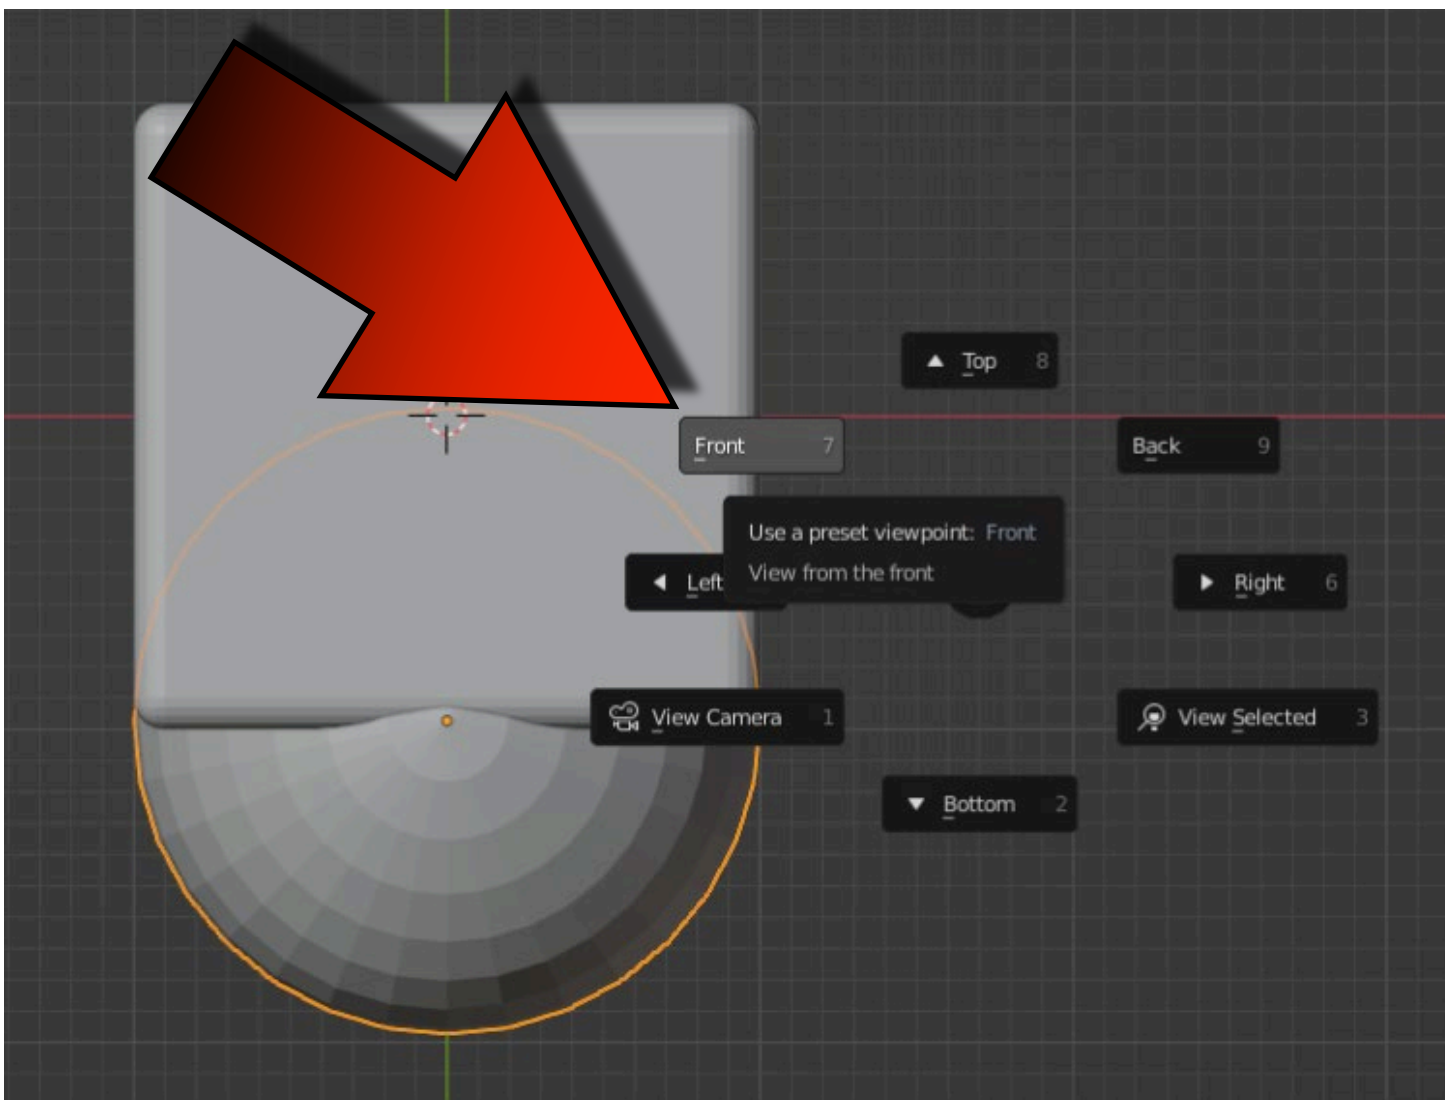 Top 8
Front 7
Back 9
Use a preset viewpoint: Front
View from the front
Left
Right 6
View Camera 1
View Selected 3
Bottom 2